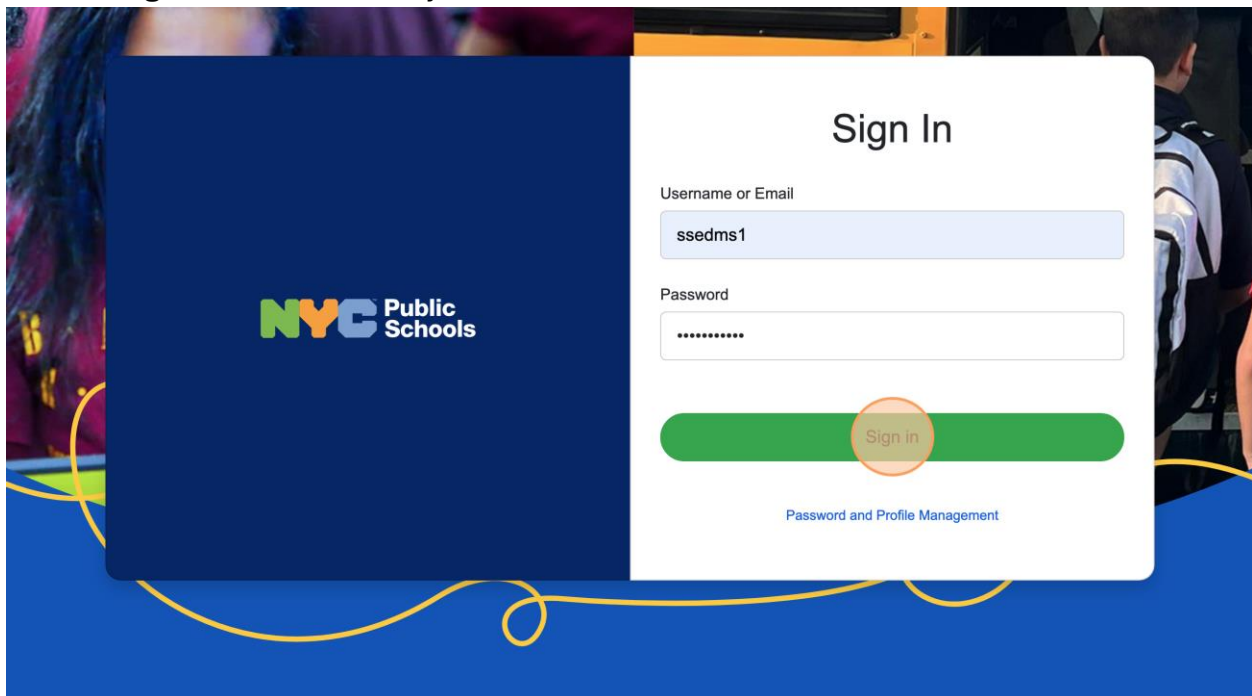 Sign In
Username or Email
ssedms1
NYC Public
Schools
Password
•••••••••••
Sign in
Password and Profile Management